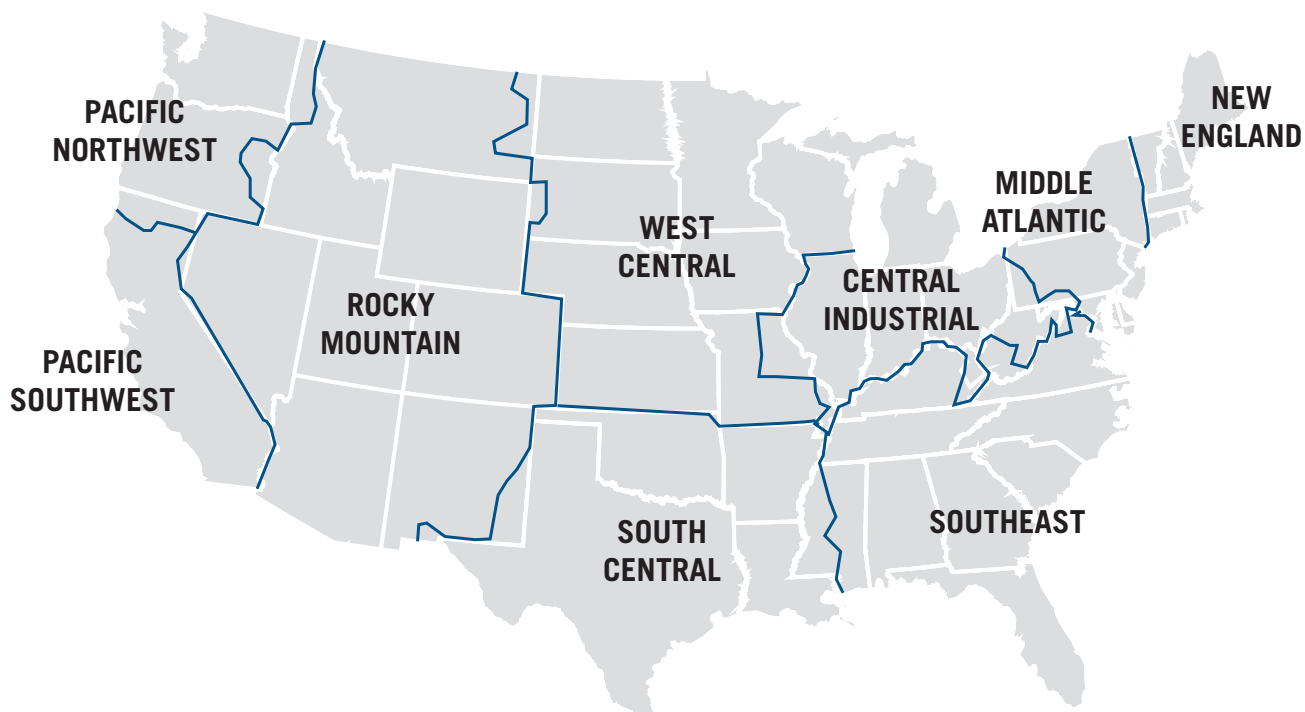 PACIFIC
NORTHWEST
NEW
ENGLAND
MIDDLE
ATLANTIC
WEST
CENTRAL
CENTRAL
INDUSTRIAL
ROCKY
MOUNTAIN
PACIFIC
SOUTHWEST
SOUTH
CENTRAL
SOUTHEAST